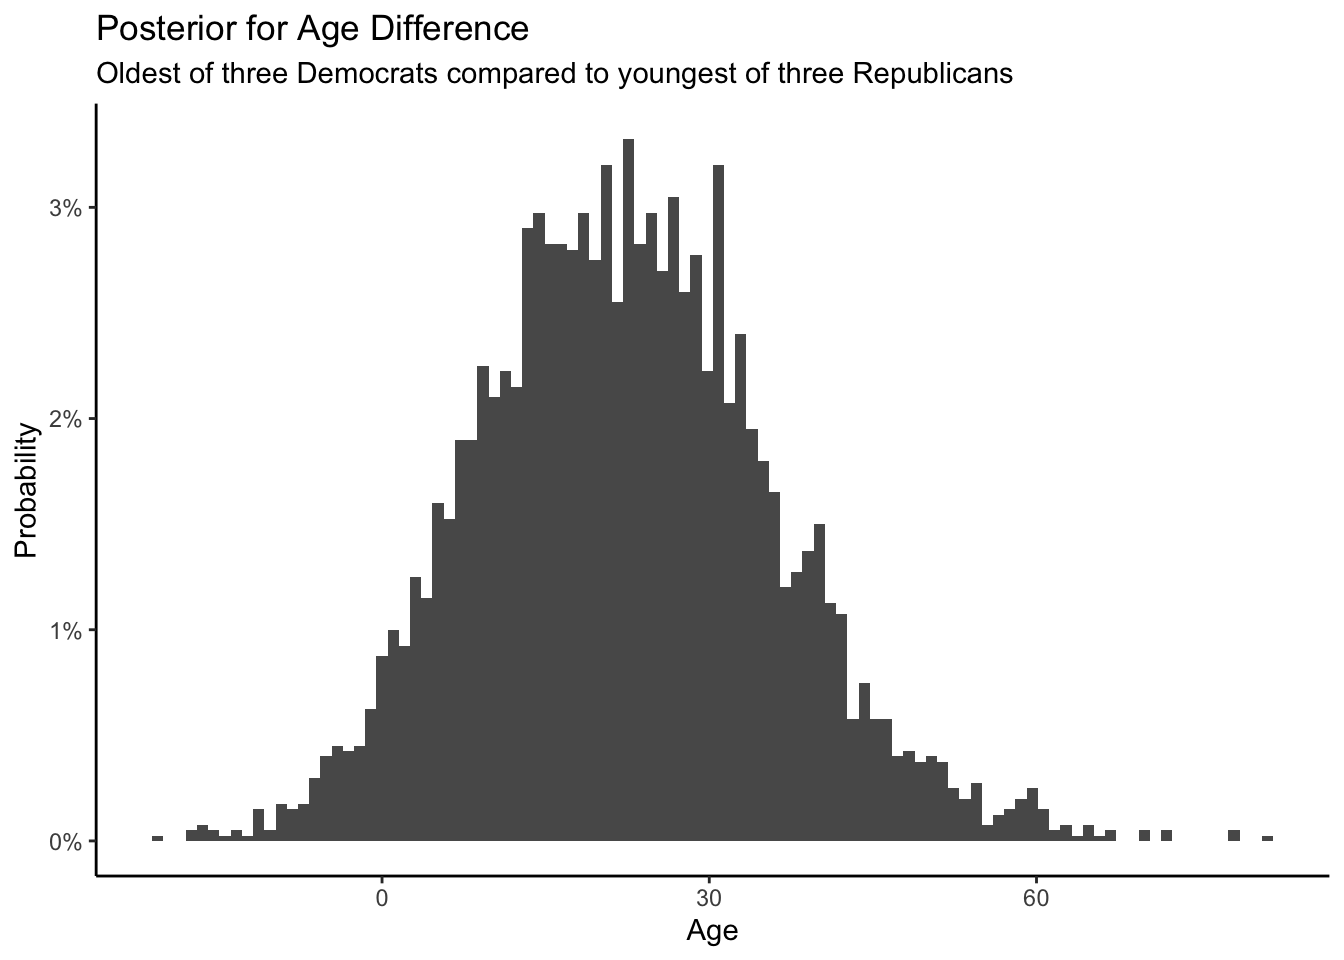 Posterior for Age Difference
Oldest of three Democrats compared to youngest of three Republicans
3%
2%
1%
0%
Probability
0 30 60
Age